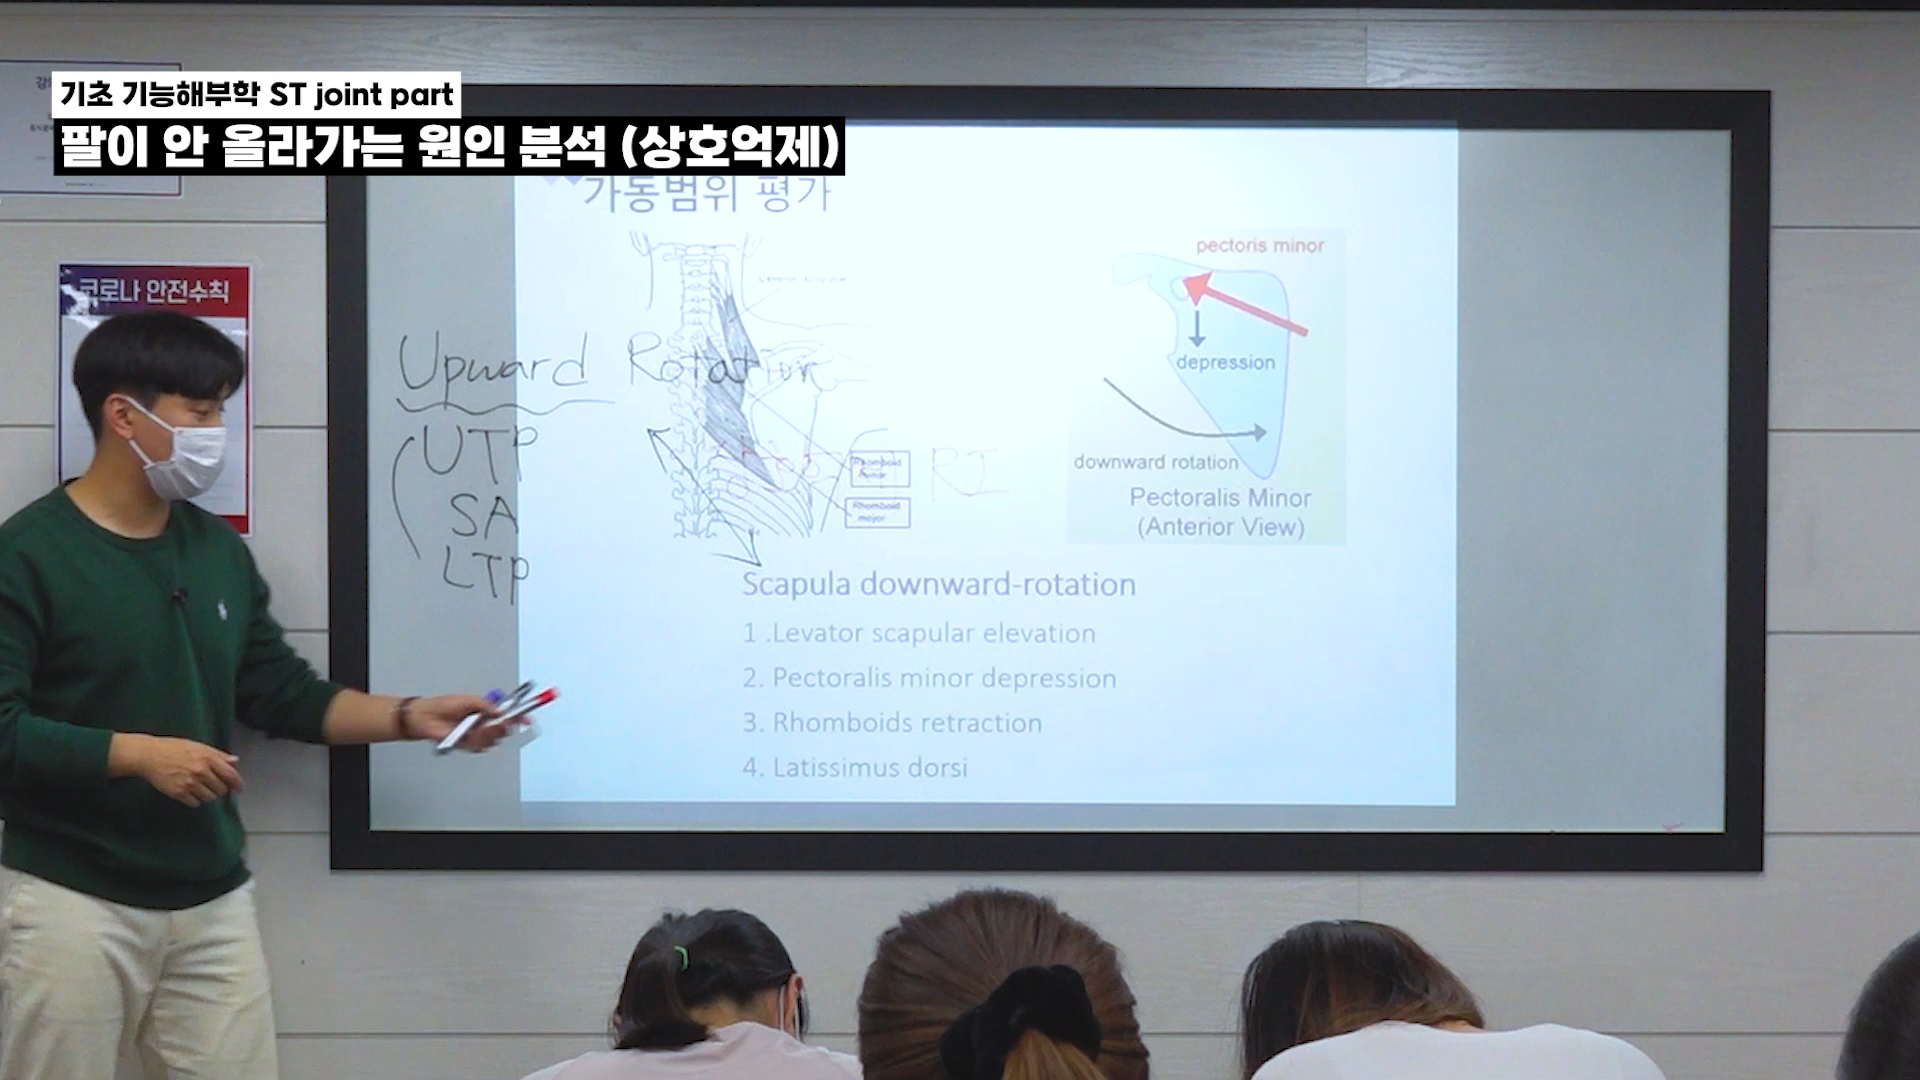 기초 기능해부학 ST joint part
팔이 안 올라가는 원인 분석 (상호억제)
가동범위 평가
코로나 안전수칙
Upward Rotation
UTP
SA
LTP
RI
Rhomboid
Rhomboid
major
pectoris minor
depression
downward rotation
Pectoralis Minor
(Anterior View)
Scapula downward-rotation
1 .Levator scapular elevation
2. Pectoralis minor depression
3. Rhomboids retraction
4. Latissimus dorsi